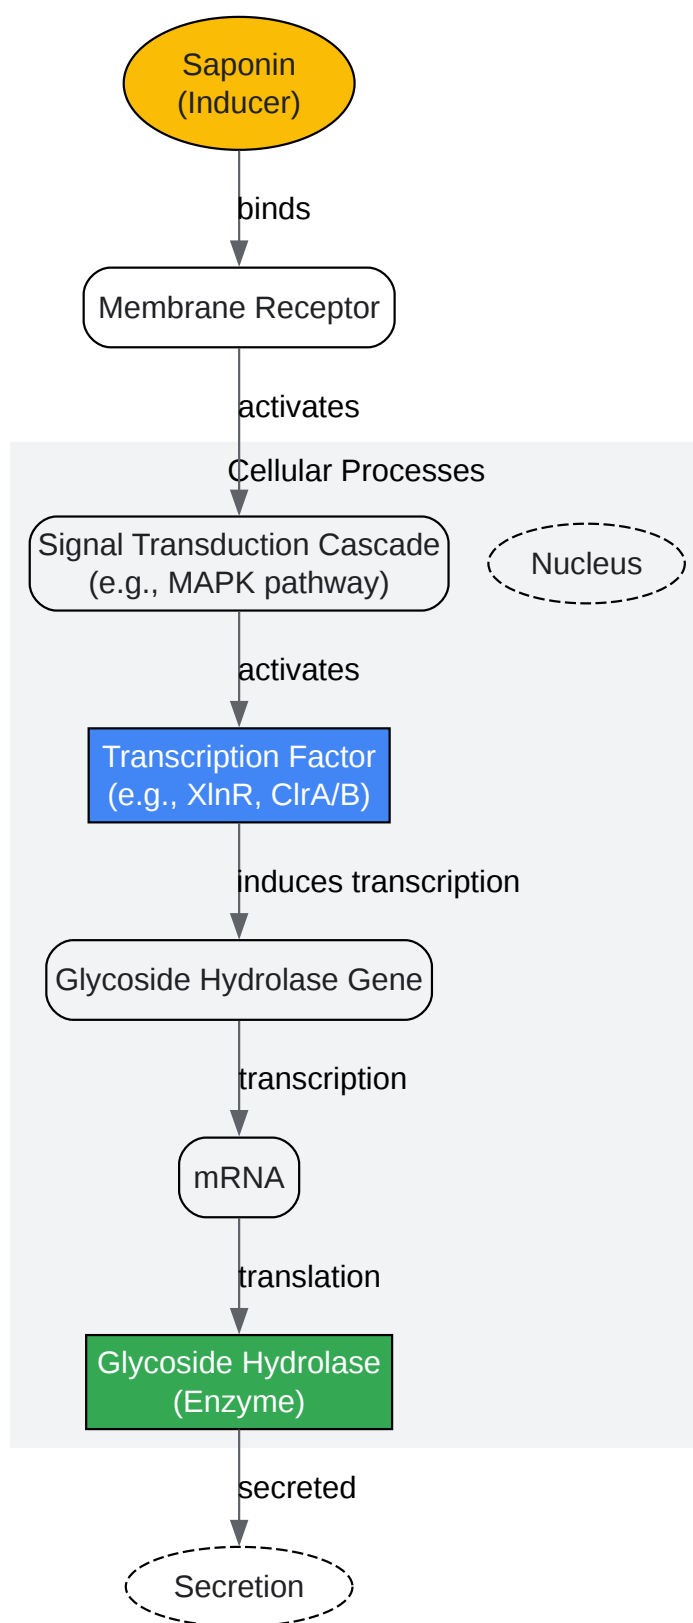 Saponin
(Inducer)
binds
Membrane Receptor
activates
Cellular Processes
Signal Transduction Cascade
(e.g., MAPK pathway)
Nucleus
activates
Transcription Factor
(e.g., XlnR, ClrA/B)
induces transcription
Glycoside Hydrolase Gene
transcription
mRNA
translation
Glycoside Hydrolase
(Enzyme)
secreted
Secretion